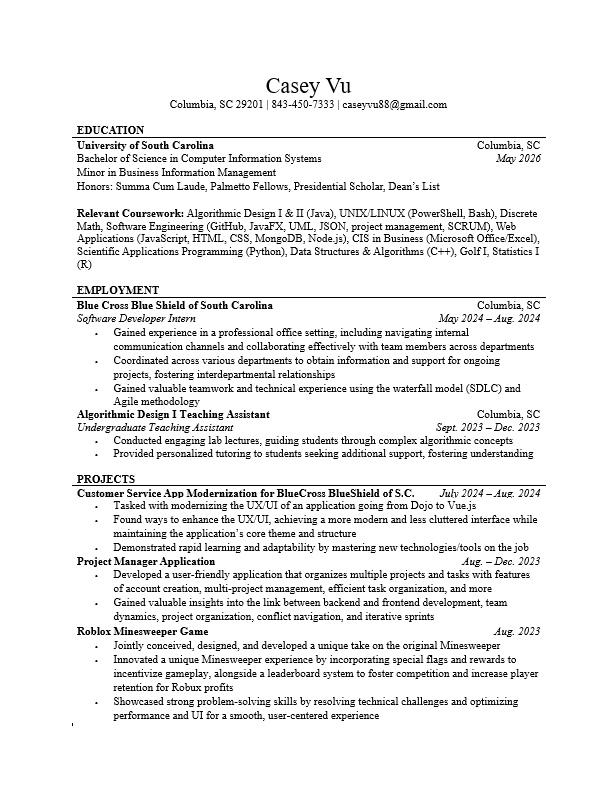 Casey Vu
Columbia, SC 29201 | 843-450-7333 | caseyvu88@gmail.com
EDUCATION
University of South Carolina Columbia, SC
Bachelor of Science in Computer Information Systems May 2026
Minor in Business Information Management
Honors: Summa Cum Laude, Palmetto Fellows, Presidential Scholar, Dean's List
Relevant Coursework: Algorithmic Design I & II (Java), UNIX/LINUX (PowerShell, Bash), Discrete
Math, Software Engineering (GitHub, JavaFX, UML, JSON, project management, SCRUM), Web
Applications (JavaScript, HTML, CSS, MongoDB, Node.js), CIS in Business (Microsoft Office/Excel),
Scientific Applications Programming (Python), Data Structures & Algorithms (C++), Golf I, Statistics I
(R)
EMPLOYMENT
Blue Cross Blue Shield of South Carolina Columbia, SC
Software Developer Intern May 2024 – Aug. 2024
• Gained experience in a professional office setting, including navigating internal
communication channels and collaborating effectively with team members across departments
• Coordinated across various departments to obtain information and support for ongoing
projects, fostering interdepartmental relationships
• Gained valuable teamwork and technical experience using the waterfall model (SDLC) and
Agile methodology
Algorithmic Design I Teaching Assistant Columbia, SC
Undergraduate Teaching Assistant Sept. 2023 – Dec. 2023
• Conducted engaging lab lectures, guiding students through complex algorithmic concepts
• Provided personalized tutoring to students seeking additional support, fostering understanding
PROJECTS
Customer Service App Modernization for BlueCross BlueShield of S.C. July 2024 – Aug. 2024
• Tasked with modernizing the UX/UI of an application going from Dojo to Vue.js
• Found ways to enhance the UX/UI, achieving a more modern and less cluttered interface while
maintaining the application's core theme and structure
• Demonstrated rapid learning and adaptability by mastering new technologies/tools on the job
Project Manager Application Aug. – Dec. 2023
• Developed a user-friendly application that organizes multiple projects and tasks with features
of account creation, multi-project management, efficient task organization, and more
• Gained valuable insights into the link between backend and frontend development, team
dynamics, project organization, conflict navigation, and iterative sprints
Roblox Minesweeper Game Aug. 2023
• Jointly conceived, designed, and developed a unique take on the original Minesweeper
• Innovated a unique Minesweeper experience by incorporating special flags and rewards to
incentivize gameplay, alongside a leaderboard system to foster competition and increase player
retention for Robux profits
• Showcased strong problem-solving skills by resolving technical challenges and optimizing
performance and UI for a smooth, user-centered experience